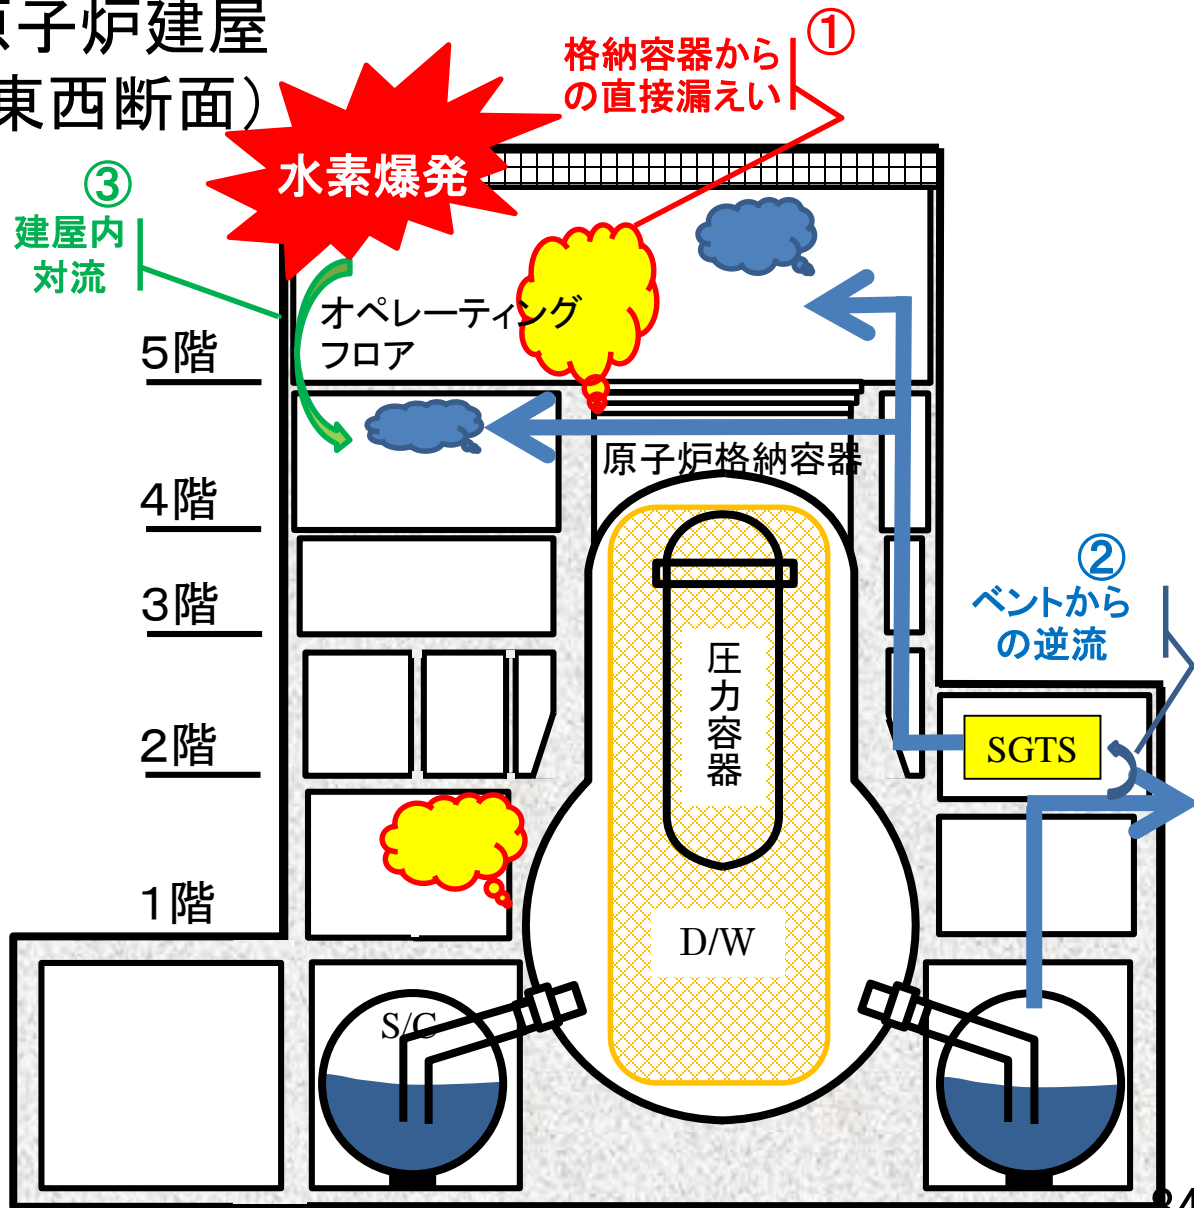 原子炉建屋
東西断面）
①
格納容器から
の直接漏えい
水素爆発
③
建屋内
対流
オペレーティング
フロア
5階
原子炉格納容器
4階
②
ベントから
の逆流
3階
圧力容器
2階
SGTS
1階
D/W
S/C
34